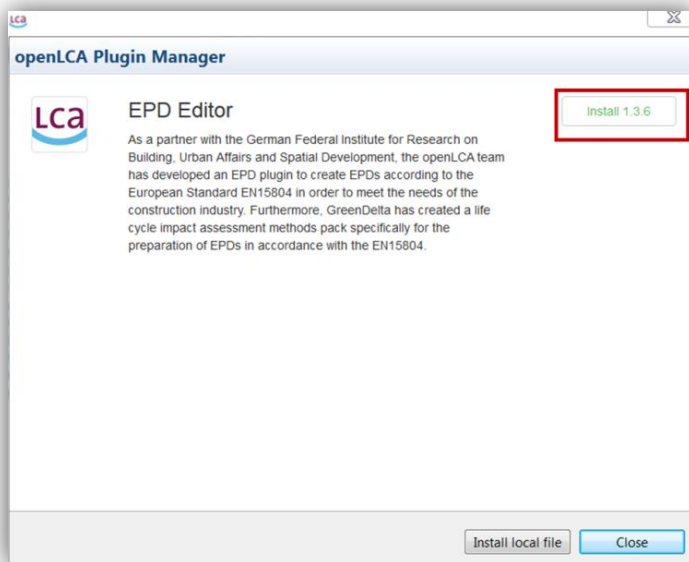 LCA
openLCA Plugin Manager
LCA
EPD Editor
Install 1.3.6
As a partner with the German Federal Institute for Research on
Building, Urban Affairs and Spatial Development, the openLCA team
has developed an EPD plugin to create EPDs according to the
European Standard EN15804 in order to meet the needs of the
construction industry. Furthermore, GreenDelta has created a life
cycle impact assessment methods pack specifically for the
preparation of EPDs in accordance with the EN15804.
Install local file
Close